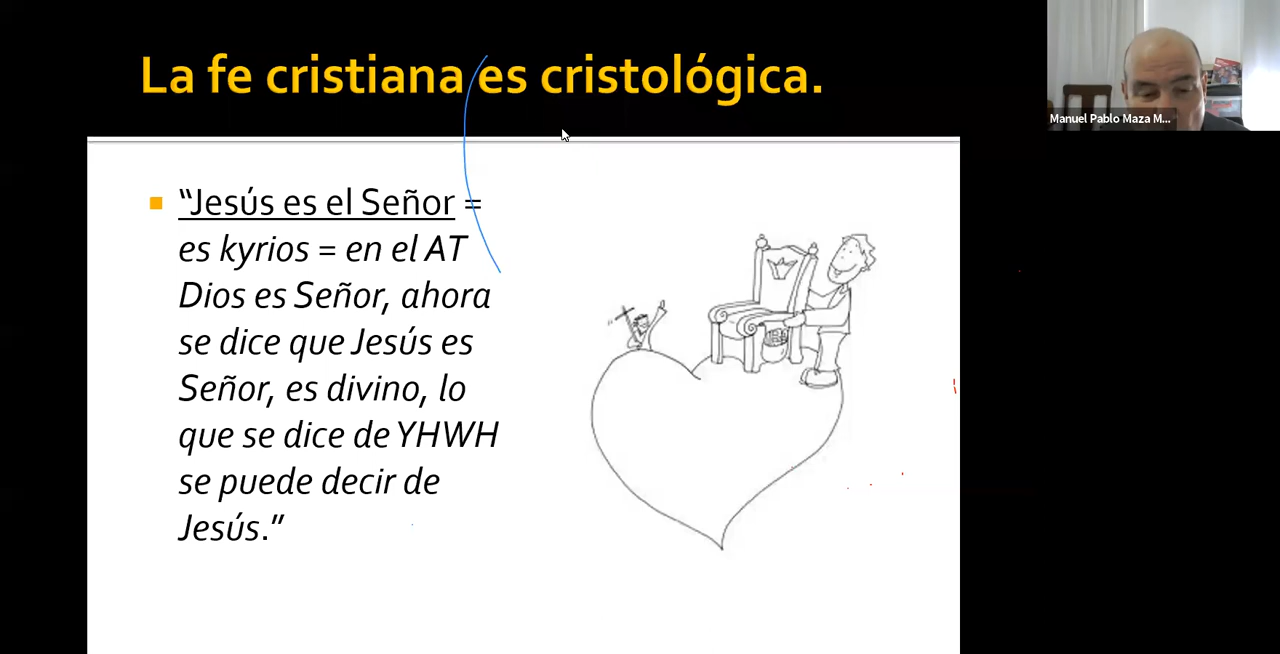 La fe cristiana es cristológica.
Manuel Pablo Maza M...
“Jesús es el Señor =
es kyrios = en el AT
Dios es Señor, ahora
se dice que Jesús es
Señor, es divino, lo
que se dice de YHWH
se puede decir de
Jesús.”